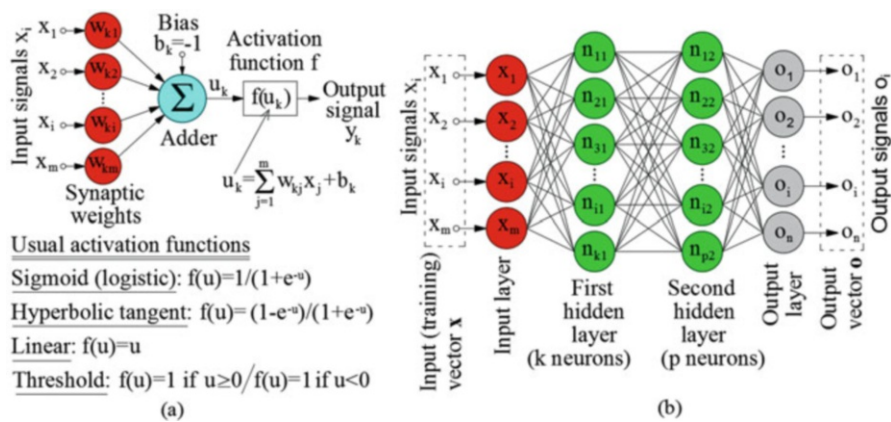 Input signals xᵢ
x₁
x₂
xᵢ
xₘ
wₖ₁
wₖ₂
wₖᵢ
wₖₘ
Synaptic
weights
Bias
bₖ=-1
Σ
Adder
uₖ
Activation
function f
f(uₖ)
Output
signal
yₖ
uₖ=∑ⱼ₌₁ᵐ wₖⱼxⱼ+bₖ
Usual activation functions
Sigmoid (logistic): f(u)=1/(1+e⁻ᵘ)
Hyperbolic tangent: f(u)=(1-e⁻ᵘ)/(1+e⁻ᵘ)
Linear: f(u)=u
Threshold: f(u)=1 if u≥0/f(u)=1 if u<0
(a)
Input signals xᵢ
x₁
x₂
xᵢ
xₘ
Input (training)
vector x
x₁
x₂
xᵢ
xₘ
Input layer
n₁₁
n₂₁
n₃₁
nᵢ₁
nₖ₁
First
hidden
layer
(k neurons)
n₁₂
n₂₂
n₃₂
nᵢ₂
nₚ₂
Second
hidden
layer
(p neurons)
o₁
o₂
oᵢ
oₙ
Output
layer
o₁
o₂
oᵢ
oₙ
Output
vector o
Output signals oᵢ
(b)